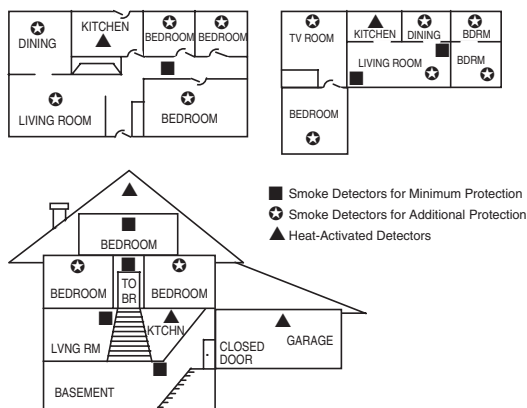 DINING
KITCHEN
BEDROOM
BEDROOM
LIVING ROOM
BEDROOM
TV ROOM
KITCHEN
DINING
BDRM
LIVING ROOM
BDRM
BEDROOM
Smoke Detectors for Minimum Protection
Smoke Detectors for Additional Protection
Heat-Activated Detectors
BEDROOM
BEDROOM
TO
BR
BEDROOM
LVNG RM
KTCHN
CLOSED
DOOR
GARAGE
BASEMENT